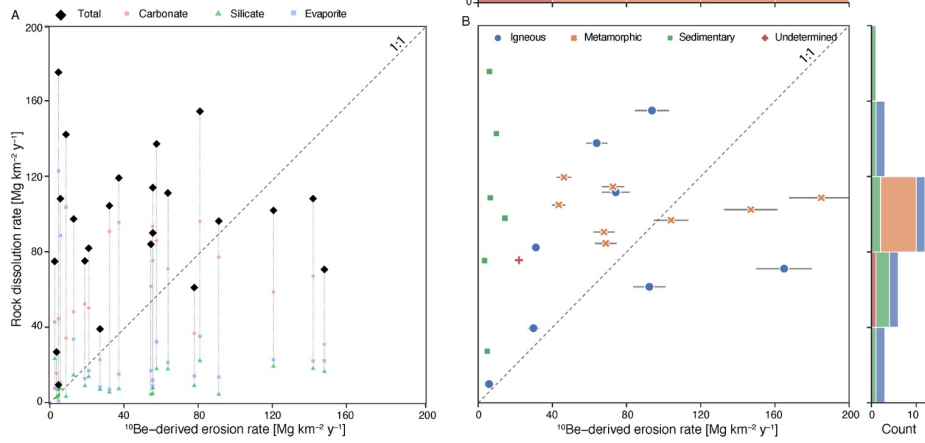 0
A
Total Carbonate Silicate Evaporite
200
160
120
80
40
0
Rock dissolution rate [Mg km⁻² y⁻¹]
1:1
40 80 120 160 200
¹⁰Be–derived erosion rate [Mg km⁻² y⁻¹]
B
Igneous Metamorphic Sedimentary Undetermined
1:1
0 40 80 120 160 200
¹⁰Be–derived erosion rate [Mg km⁻² y⁻¹]
0 10
Count